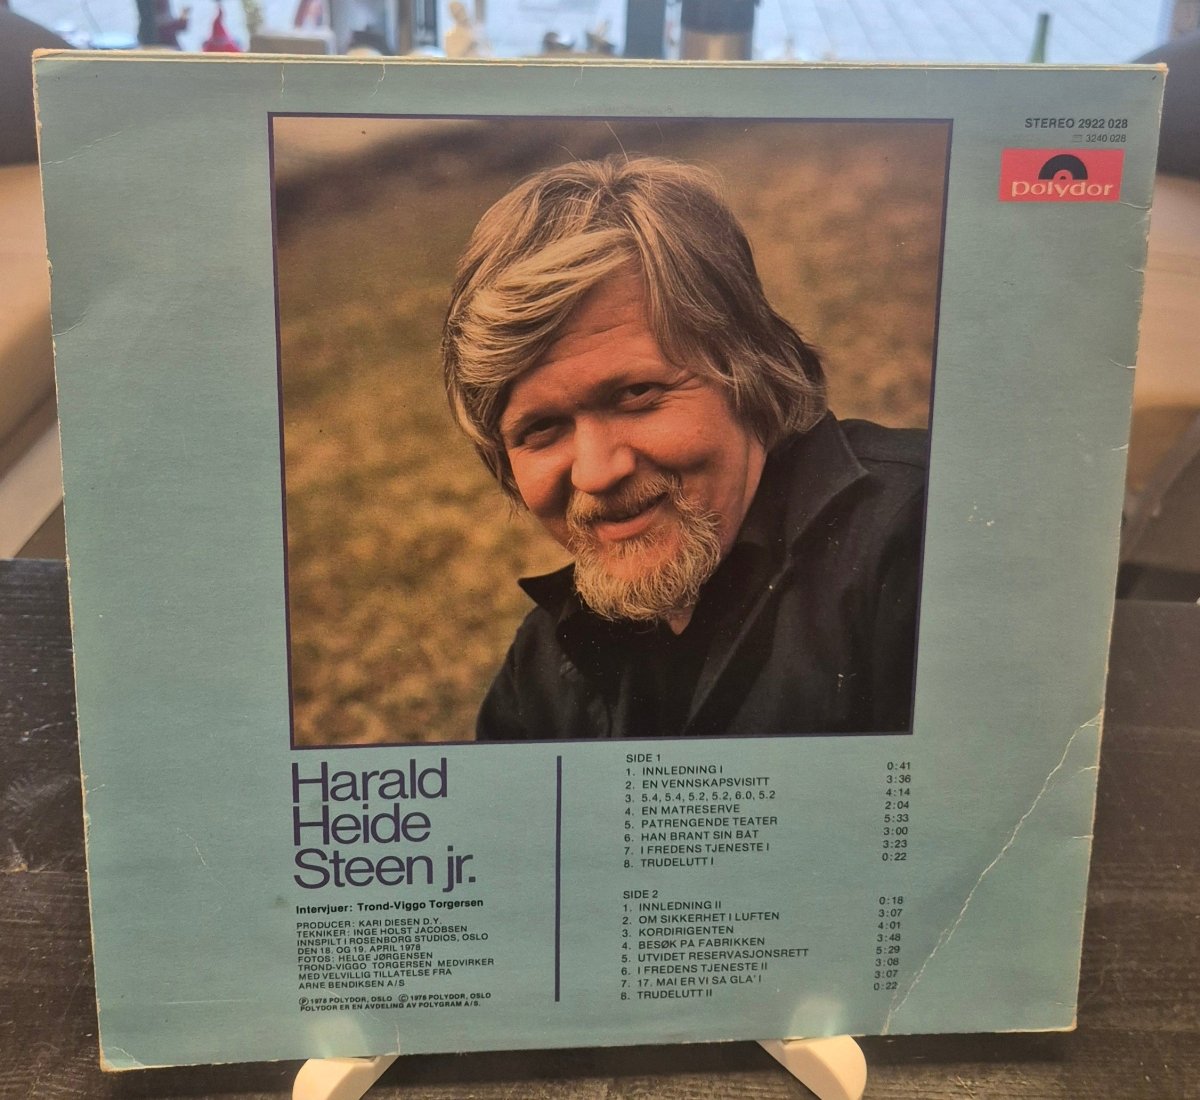 STEREO 2922 028
3240 028
polydor
Harald
Heide
Steen jr.
Intervjuer: Trond-Viggo Torgersen
PRODUCER: KARI DIESEN D.Y.
TEKNIKER: INGE HOLST JACOBSEN
INNSPILT I ROSENBORG STUDIOS, OSLO
DEN 18. OG 19. APRIL 1978
FOTOS: HELGE JØRGENSEN
TROND-VIGGO TORGERSEN MEDVIRKER
MED VELVILLIG TILLATELSE FRA
ARNE BENDIKSEN A/S
Ⓟ 1978 POLYDOR, OSLO © 1978 POLYDOR, OSLO
POLYDOR ER EN AVDELING AV POLYGRAM A/S.
SIDE 1
1. INNLEDNING I 0:41
2. EN VENNSKAPSVISITT 3:36
3. 5.4, 5.4, 5.2, 5.2, 6.0, 5.2 4:14
4. EN MATRESERVE 2:04
5. PÅTRENGENDE TEATER 5:33
6. HAN BRANT SIN BÅT 3:00
7. I FREDENS TJENESTE I 3:23
8. TRUDELUTT I 0:22
SIDE 2
1. INNLEDNING II 0:18
2. OM SIKKERHET I LUFTEN 3:07
3. KORDIRIGENTEN 4:01
4. BESØK PÅ FABRIKKEN 3:48
5. UTVIDET RESERVASJONSRETT 5:29
6. I FREDENS TJENESTE II 3:08
7. 17. MAI ER VI SÅ GLA' I 3:07
8. TRUDELUTT II 0:22